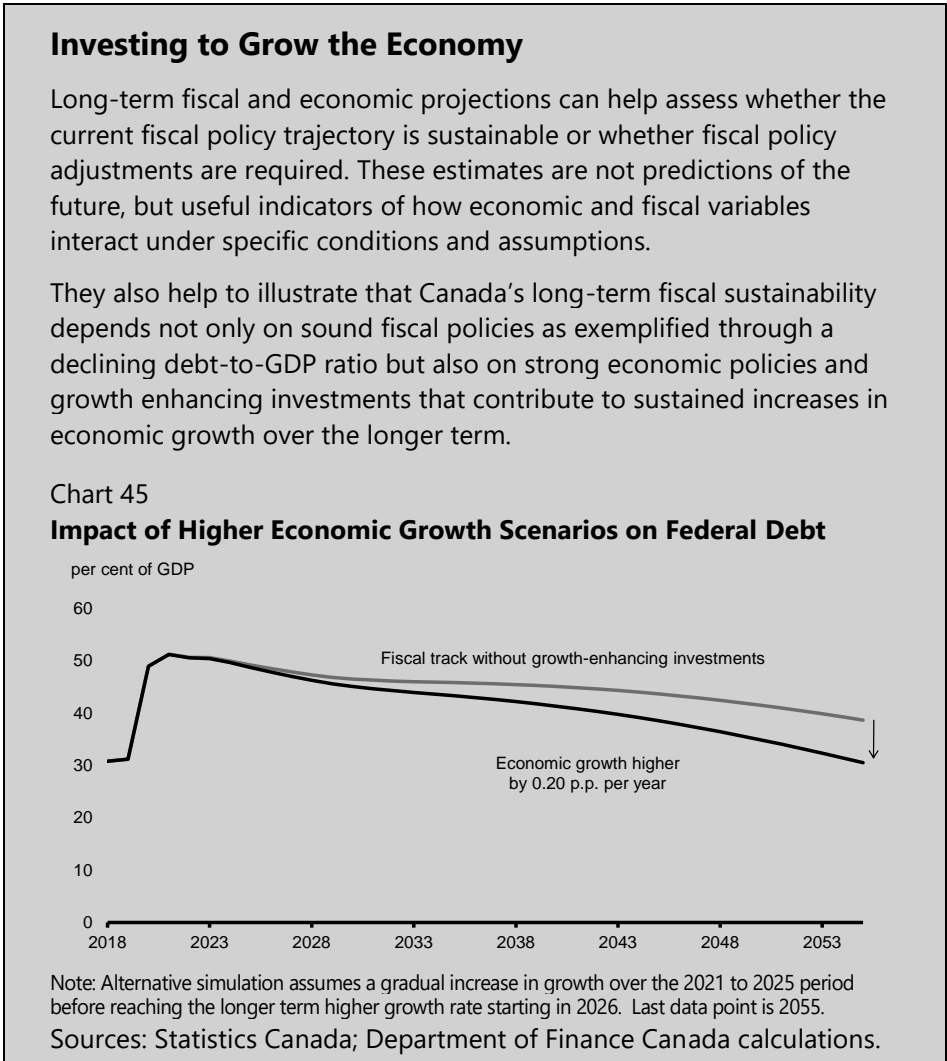 Investing to Grow the Economy
Long-term fiscal and economic projections can help assess whether the
current fiscal policy trajectory is sustainable or whether fiscal policy
adjustments are required. These estimates are not predictions of the
future, but useful indicators of how economic and fiscal variables
interact under specific conditions and assumptions.
They also help to illustrate that Canada’s long-term fiscal sustainability
depends not only on sound fiscal policies as exemplified through a
declining debt-to-GDP ratio but also on strong economic policies and
growth enhancing investments that contribute to sustained increases in
economic growth over the longer term.
Chart 45
Impact of Higher Economic Growth Scenarios on Federal Debt
per cent of GDP
60
50
40
30
20
10
0
Fiscal track without growth-enhancing investments
Economic growth higher
by 0.20 p.p. per year
2018 2023 2028 2033 2038 2043 2048 2053
Note: Alternative simulation assumes a gradual increase in growth over the 2021 to 2025 period
before reaching the longer term higher growth rate starting in 2026. Last data point is 2055.
Sources: Statistics Canada; Department of Finance Canada calculations.